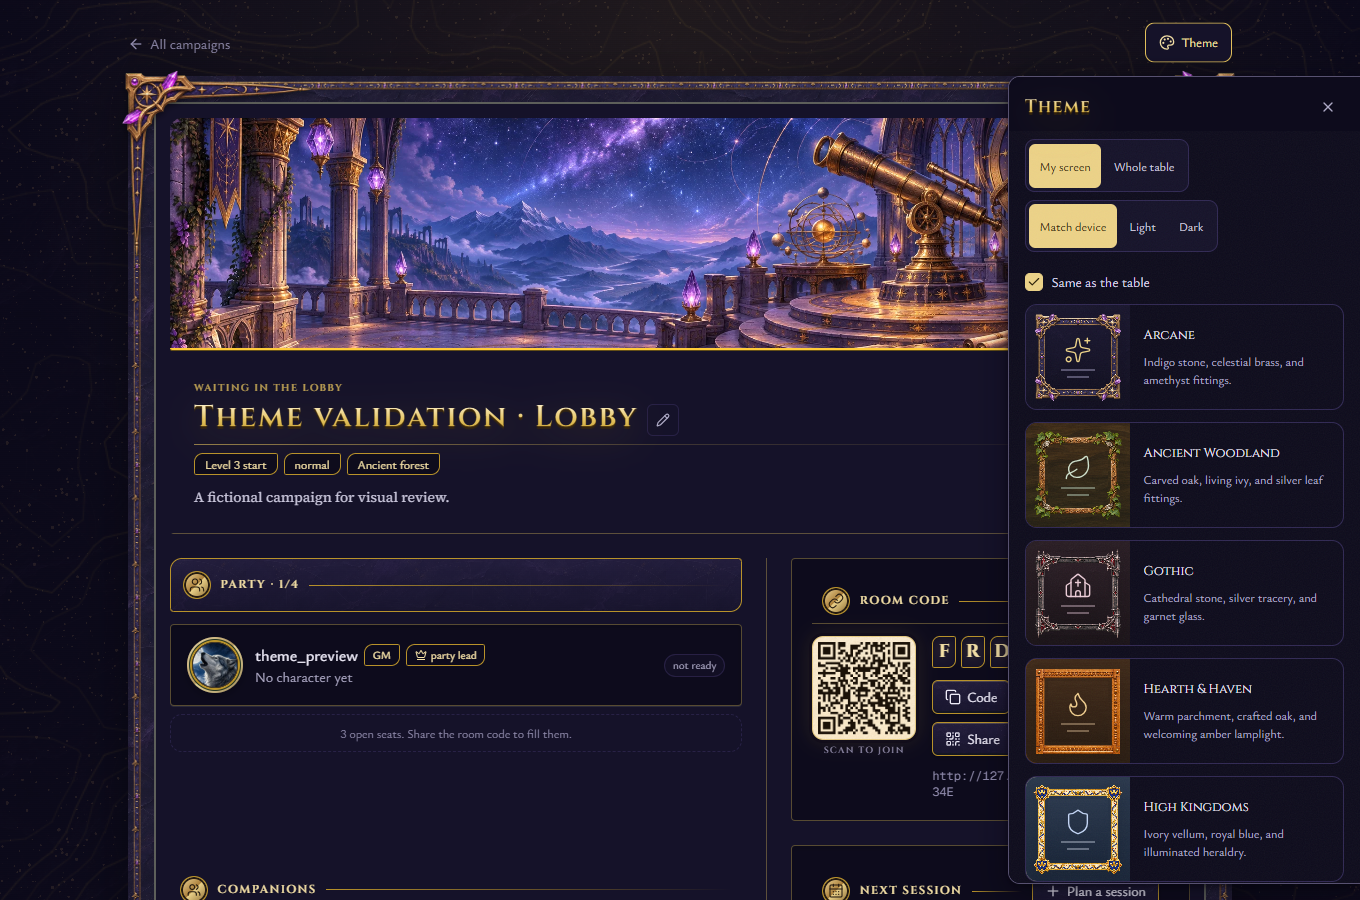 All campaigns
Theme
THEME
My screen
Whole table
Match device
Light
Dark
Same as the table
ARCANE
Indigo stone, celestial brass, and
amethyst fittings.
ANCIENT WOODLAND
Carved oak, living ivy, and silver leaf
fittings.
GOTHIC
Cathedral stone, silver tracery, and
garnet glass.
HEARTH & HAVEN
Warm parchment, crafted oak, and
welcoming amber lamplight.
HIGH KINGDOMS
Ivory vellum, royal blue, and
illuminated heraldry.
WAITING IN THE LOBBY
THEME VALIDATION · LOBBY
Level 3 start
normal
Ancient forest
A fictional campaign for visual review.
PARTY · 1/4
theme_preview
GM
party lead
No character yet
not ready
3 open seats. Share the room code to fill them.
COMPANIONS
ROOM CODE
F R D
Code
Share
SCAN TO JOIN
http://127.
34E
NEXT SESSION
Plan a session